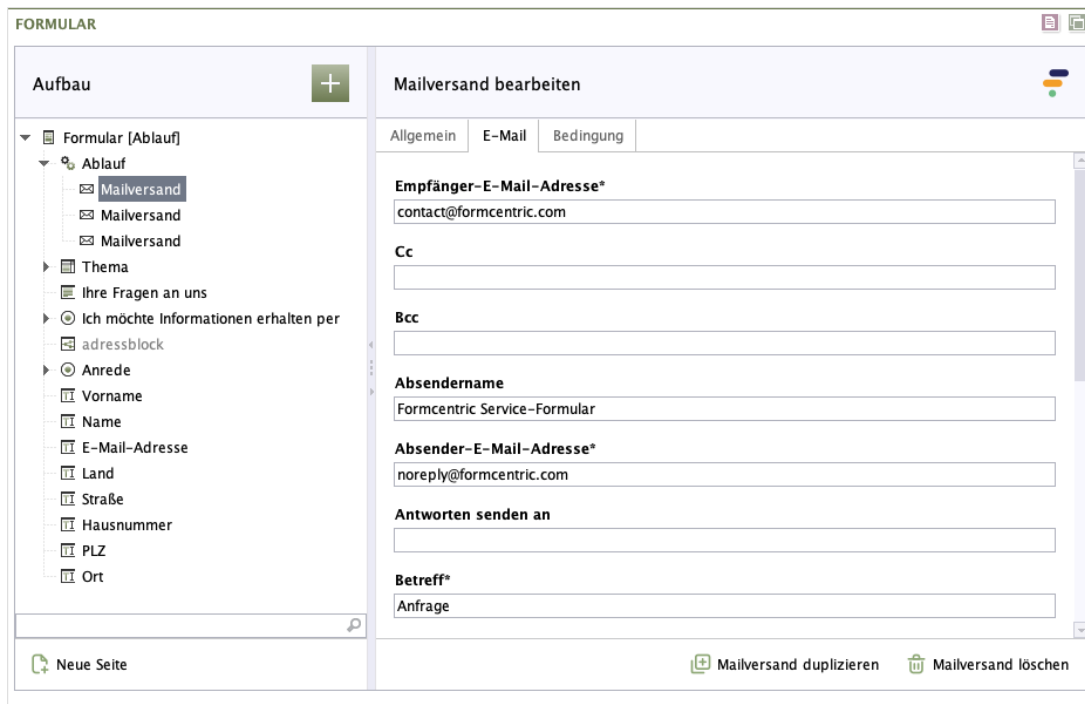 FORMULAR
Aufbau
Formular [Ablauf]
Ablauf
Mailversand
Mailversand
Mailversand
Thema
Ihre Fragen an uns
Ich möchte Informationen erhalten per
adressblock
Anrede
Vorname
Name
E-Mail-Adresse
Land
Straße
Hausnummer
PLZ
Ort
Neue Seite
Mailversand bearbeiten
Allgemein E-Mail Bedingung
Empfänger-E-Mail-Adresse*
contact@formcentric.com
Cc
Bcc
Absendername
Formcentric Service-Formular
Absender-E-Mail-Adresse*
noreply@formcentric.com
Antworten senden an
Betreff*
Anfrage
Mailversand duplizieren Mailversand löschen